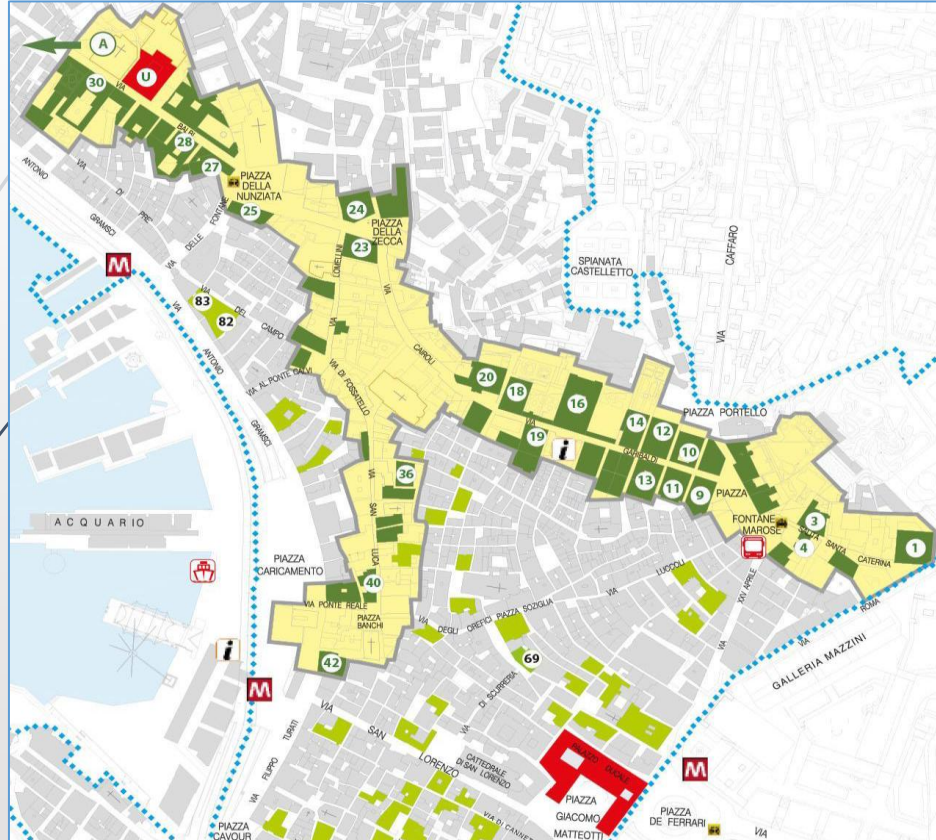 A
U
30
VIA
BALBI
28
27
PIAZZA
DELLA
NUNZIATA
25
24
PIAZZA
DELLA
ZECCA
23
ANTONIO
GRAMSCI
VIA
DI
PRE'
VIA
DELLE
FONTANE
M
LOMELLINI
VIA
VIA
CAIROLI
SPIANATA
CASTELLETTO
CAFFARO
VIA
83
82
VIA
DEL
CAMPO
VIA
ANTONIO
GRAMSCI
VIA AL PONTE CALVI
VIA DI FOSSATELLO
20
18
16
14
12
10
PIAZZA PORTELLO
VIA
GARIBALDI
19
i
13
11
9
PIAZZA
FONTANE
MAROSE
3
4
SALITA SANTA
CATERINA
1
36
VIA
SAN
LUCA
ACQUARIO
PIAZZA
CARICAMENTO
40
VIA PONTE REALE
PIAZZA
BANCHI
42
VIA DEGLI OREFICI
PIAZZA SOZIGLIA
VIA
LUCCOLI
XXV APRILE
VIA
ROMA
GALLERIA MAZZINI
69
VIA
DI SCURRERIA
i
M
VIA
FILIPPO
TURATI
VIA
SAN
LORENZO
CATTEDRALE
DI SAN LORENZO
PALAZZO DUCALE
M
PIAZZA
GIACOMO
MATTEOTTI
PIAZZA
DE FERRARI
VIA
PIAZZA
CAVOUR